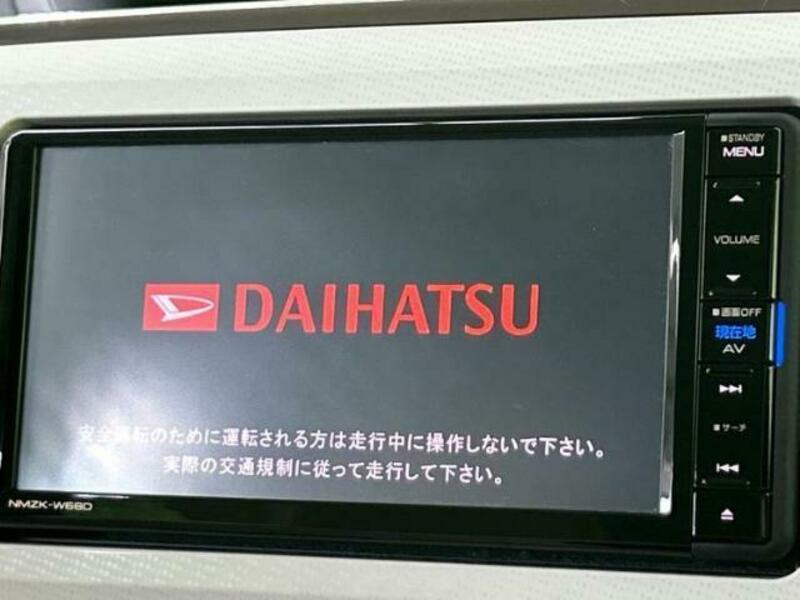 DAIHATSU
安全運転のために運転される方は走行中に操作しないで下さい。
実際の交通規制に従って走行して下さい。
NMZK-W68D
STANDBY
MENU
VOLUME
画面OFF
現在地
AV
サーチ